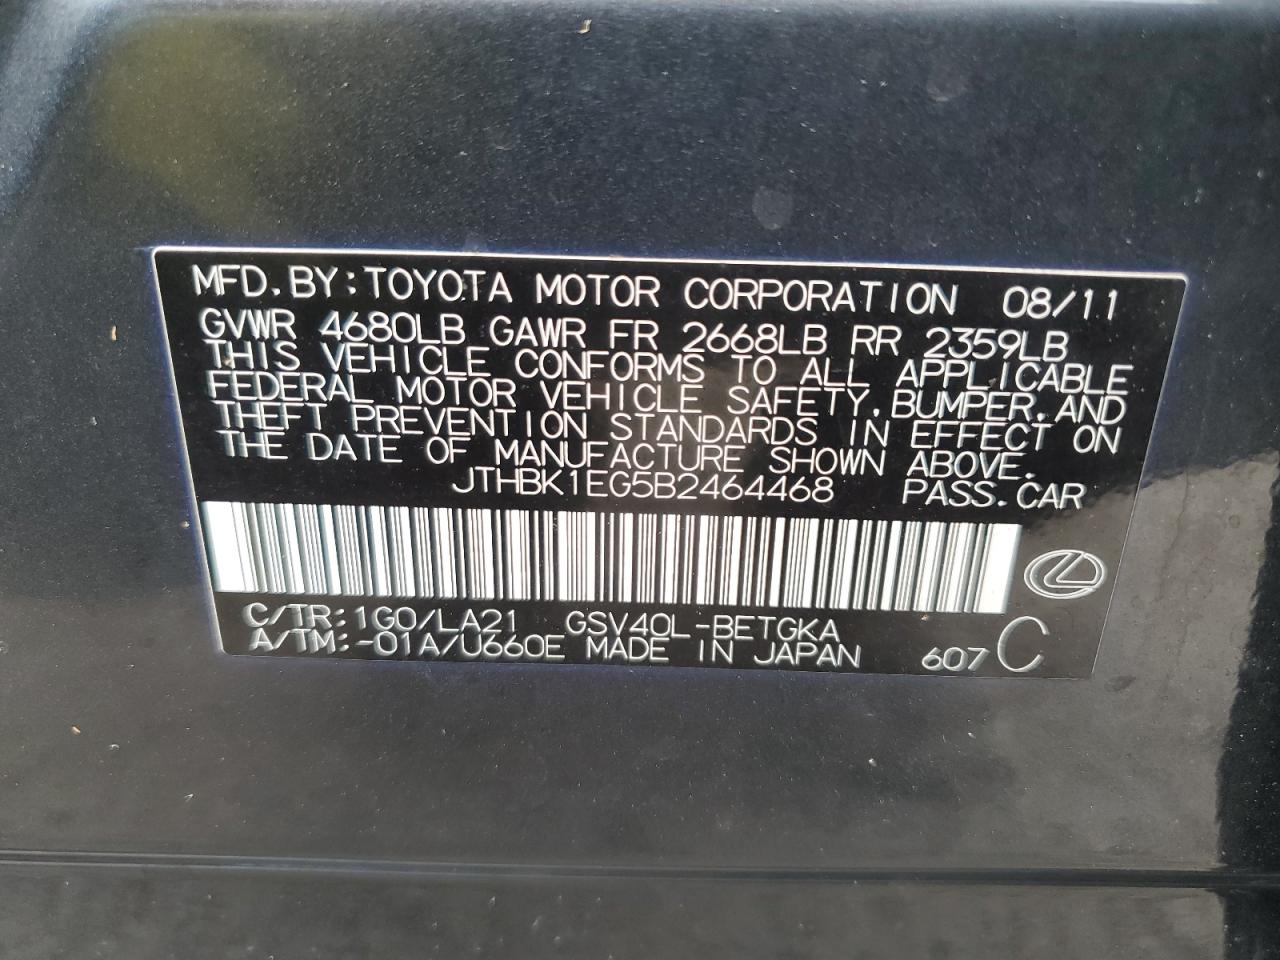 MFD.BY:TOYOTA MOTOR CORPORATION 08/11
GVWR 4680LB GAWR FR 2668LB RR 2359LB
THIS VEHICLE CONFORMS TO ALL APPLICABLE
FEDERAL MOTOR VEHICLE SAFETY,BUMPER,AND
THEFT PREVENTION STANDARDS IN EFFECT ON
THE DATE OF MANUFACTURE SHOWN ABOVE.
JTHBK1EG5B2464468 PASS.CAR
C/TR:1G0/LA21 GSV40L-BETGKA
A/TM:-01A/U660E MADE IN JAPAN 607 C